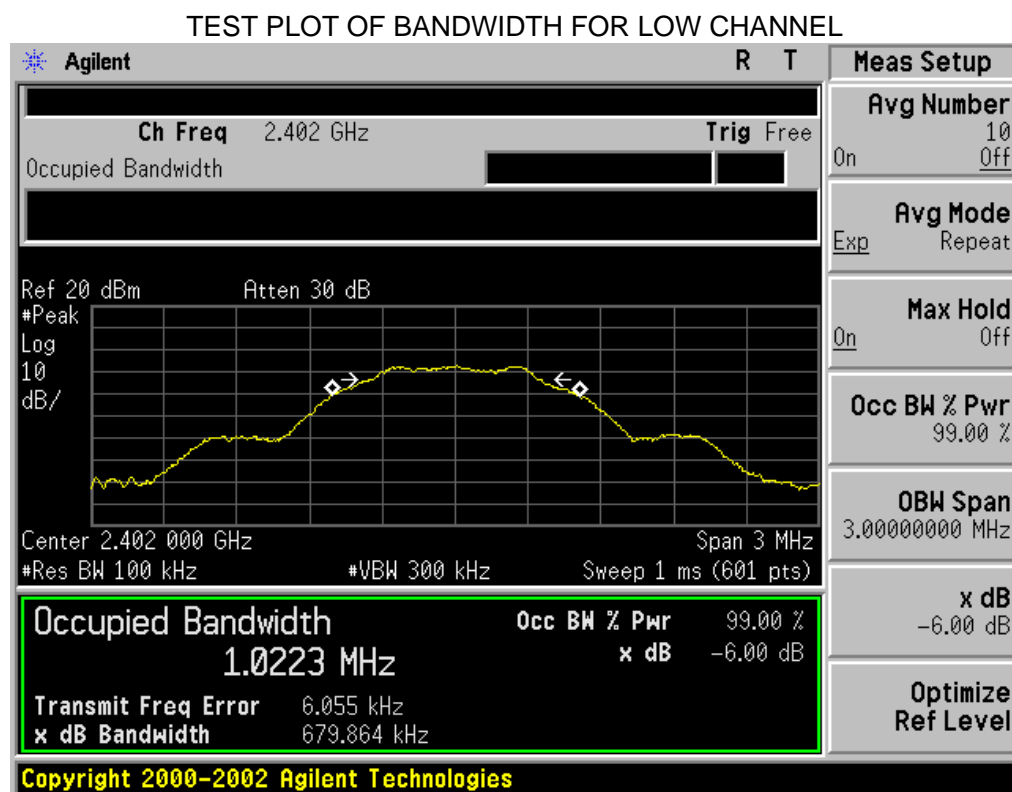 TEST PLOT OF BANDWIDTH FOR LOW CHANNEL
Agilent R T
Ch Freq 2.402 GHz Trig Free
Occupied Bandwidth
Ref 20 dBm Atten 30 dB
#Peak
Log
10
dB/
Center 2.402 000 GHz Span 3 MHz
#Res BW 100 kHz #VBW 300 kHz Sweep 1 ms (601 pts)
Occupied Bandwidth Occ BW % Pwr 99.00 %
1.0223 MHz x dB -6.00 dB
Transmit Freq Error 6.055 kHz
x dB Bandwidth 679.864 kHz
Copyright 2000-2002 Agilent Technologies
Meas Setup
Avg Number
10
On Off
Avg Mode
Exp Repeat
Max Hold
On Off
Occ BW % Pwr
99.00 %
OBW Span
3.00000000 MHz
x dB
-6.00 dB
Optimize
Ref Level